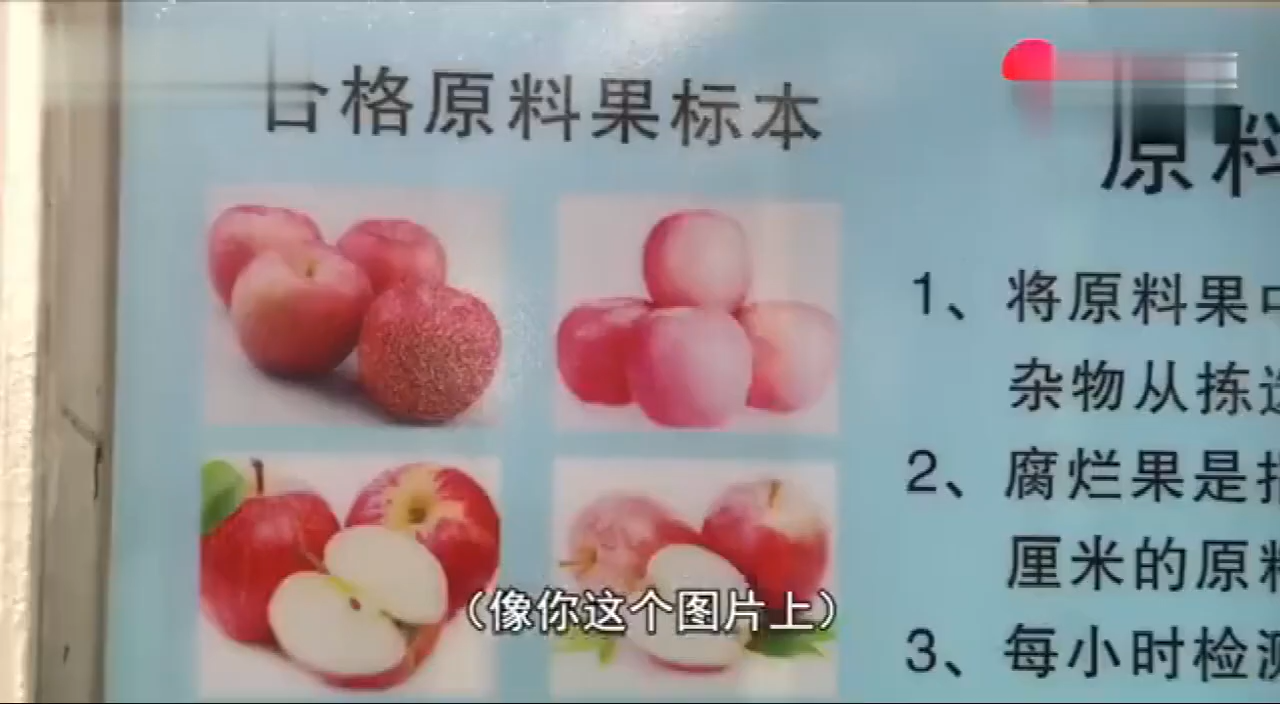 合格原料果标本
原料
1、将原料果中
杂物从拣选
2、腐烂果是指
厘米的原料
3、每小时检测
（像你这个图片上）